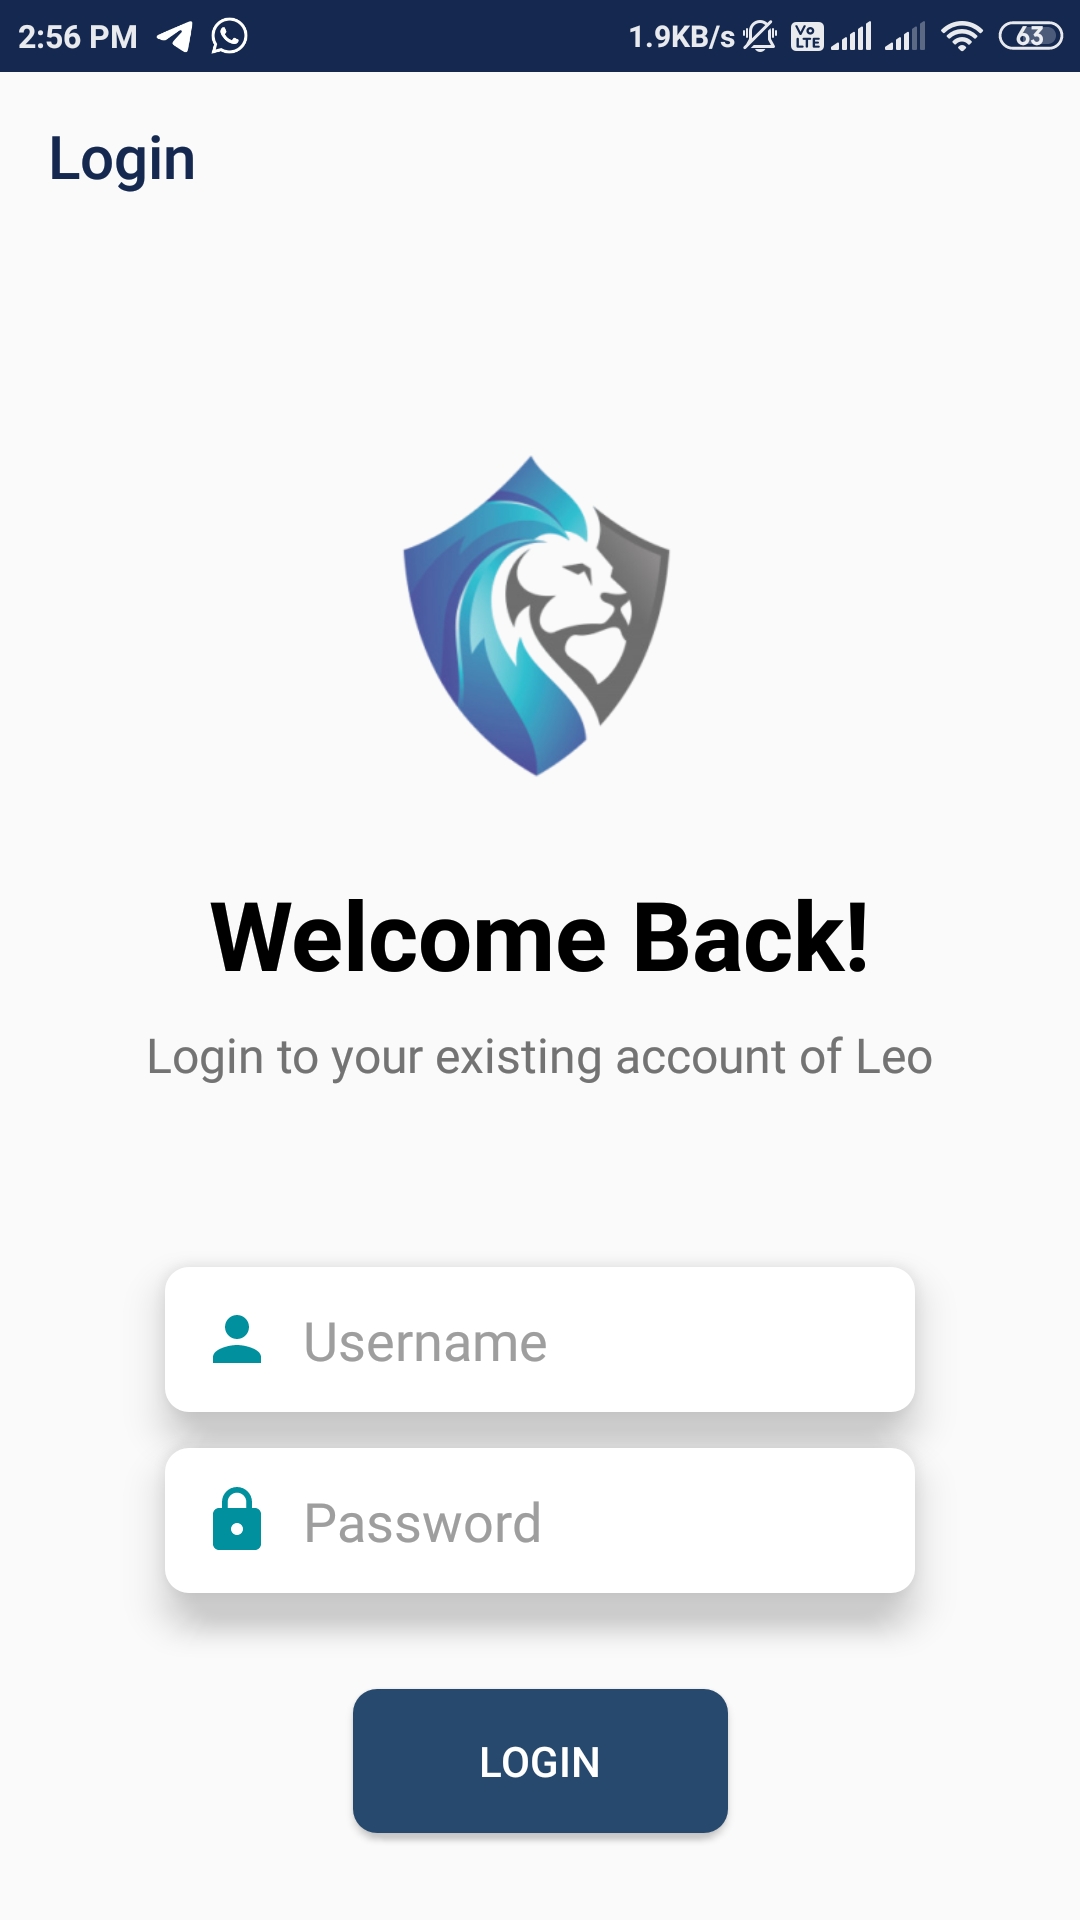 2:56 PM 1.9KB/s Vo LTE 63
Login
Welcome Back!
Login to your existing account of Leo
Username
Password
LOGIN